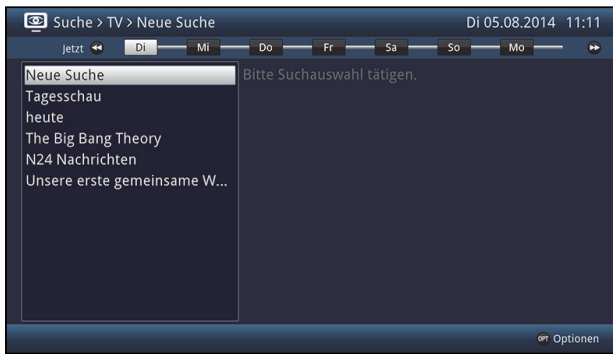 Suche > TV > Neue Suche Di 05.08.2014 11:11
Jetzt Di Mi Do Fr Sa So Mo
Neue Suche Bitte Suchauswahl tätigen.
Tagesschau
heute
The Big Bang Theory
N24 Nachrichten
Unsere erste gemeinsame W...
OPT Optionen